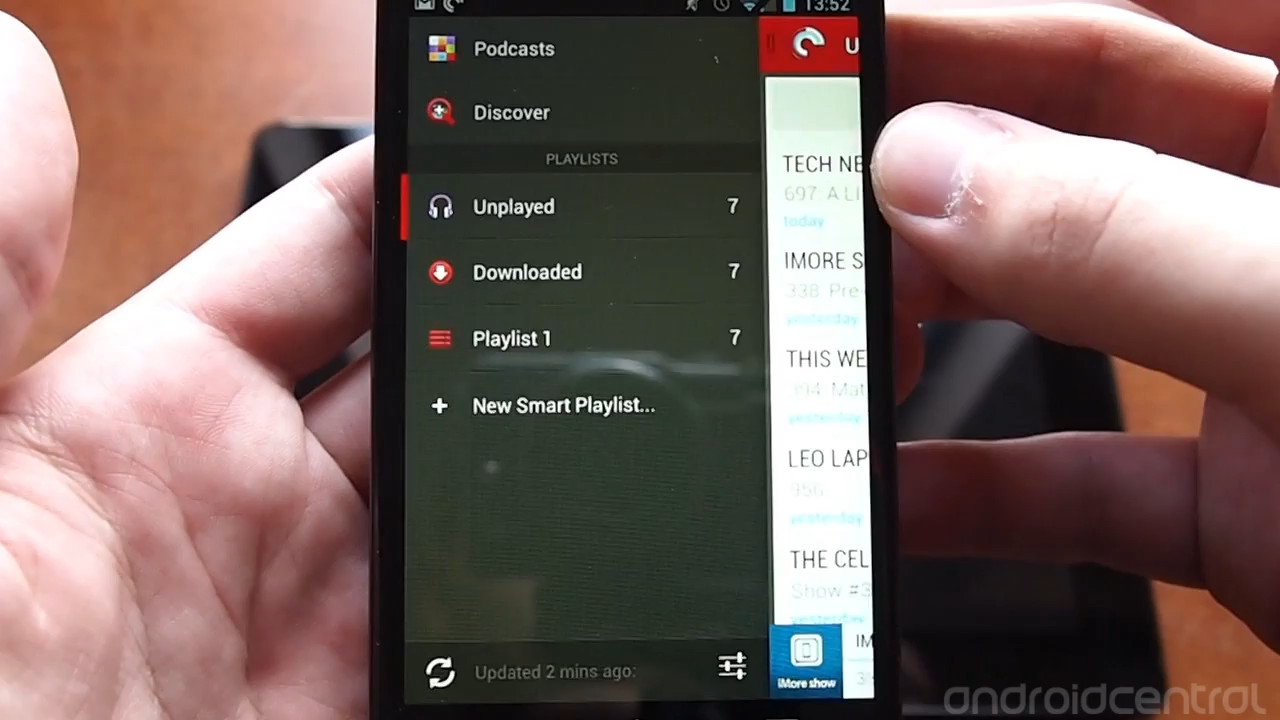 13:52
Podcasts
U
Discover
PLAYLISTS
TECH NE
697 A LI
today
Unplayed 7
IMORE S
338 Pre-
yesterday
Downloaded 7
Playlist 1 7
THIS WE
Mat
yesterday
New Smart Playlist...
LEO LAP
yesterday
THE CEL
Show #3
yesterday
Updated 2 mins ago:
iMore show
androidcentral